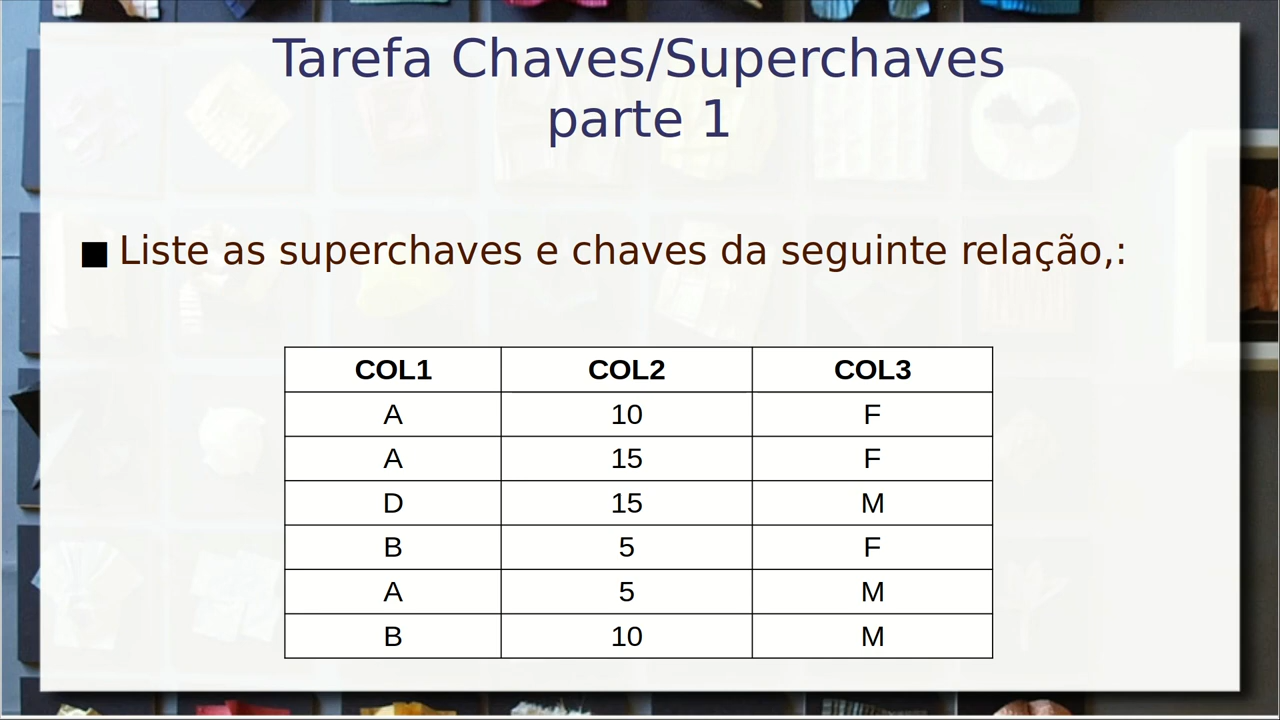 Tarefa Chaves/Superchaves
parte 1
■ Liste as superchaves e chaves da seguinte relação,:
COL1 COL2 COL3
A 10 F
A 15 F
D 15 M
B 5 F
A 5 M
B 10 M